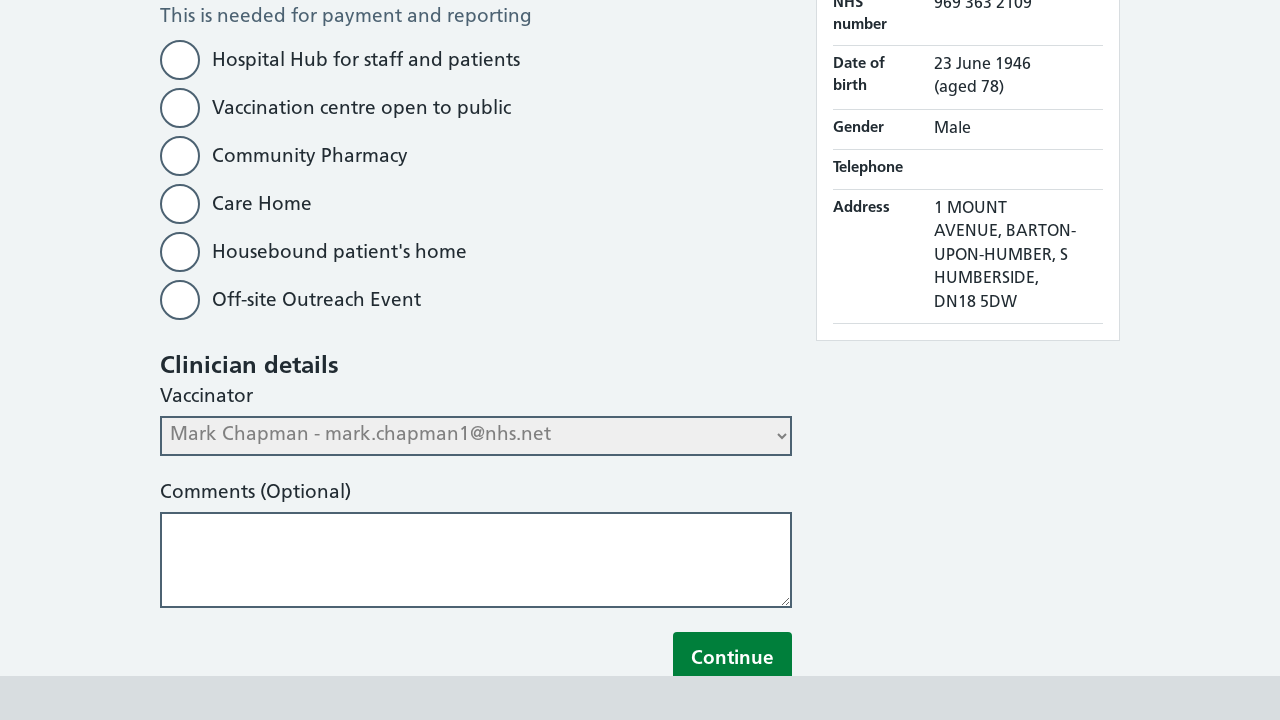 This is needed for payment and reporting
Hospital Hub for staff and patients
Vaccination centre open to public
Community Pharmacy
Care Home
Housebound patient's home
Off-site Outreach Event
Clinician details
Vaccinator
Mark Chapman - mark.chapman1@nhs.net
Comments (Optional)
Continue
NHS 969 363 2109
number
Date of 23 June 1946
birth (aged 78)
Gender Male
Telephone
Address 1 MOUNT
AVENUE, BARTON-
UPON-HUMBER, S
HUMBERSIDE,
DN18 5DW